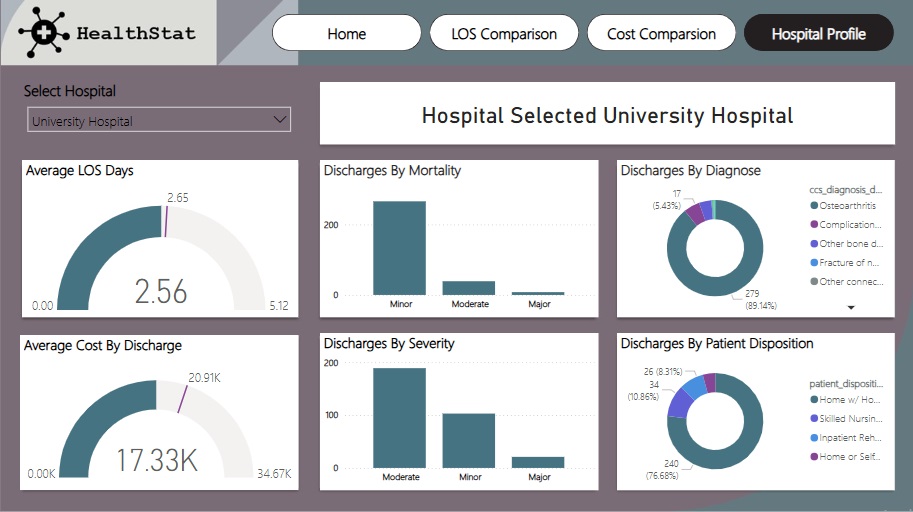 HealthStat
Home
LOS Comparison
Cost Comparsion
Hospital Profile
Select Hospital
University Hospital
Hospital Selected University Hospital
Average LOS Days
2.65
2.56
0.00
5.12
Discharges By Mortality
200
0
Minor
Moderate
Major
Discharges By Diagnose
17
(5.43%)
279
(89.14%)
ccs_diagnosis_d...
Osteoarthritis
Complication...
Other bone d...
Fracture of n...
Other connec...
Average Cost By Discharge
20.91K
17.33K
0.00K
34.67K
Discharges By Severity
200
100
0
Moderate
Minor
Major
Discharges By Patient Disposition
26 (8.31%)
34
(10.86%)
240
(76.68%)
patient_dispositi...
Home w/ Ho...
Skilled Nursin...
Inpatient Reh...
Home or Self...